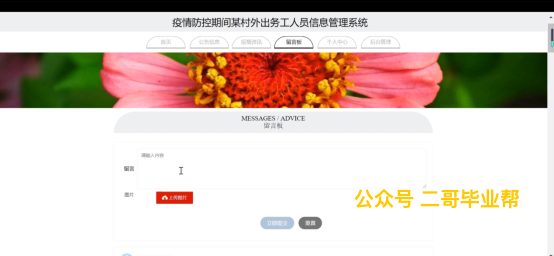 疫情防控期间某村外出务工人员信息管理系统
首页 公告信息 疫情资讯 留言板 个人中心 后台管理
MESSAGES / ADVICE
留言板
请输入内容
留言
图片 上传图片
公众号 二哥毕业帮
立即提交 重置